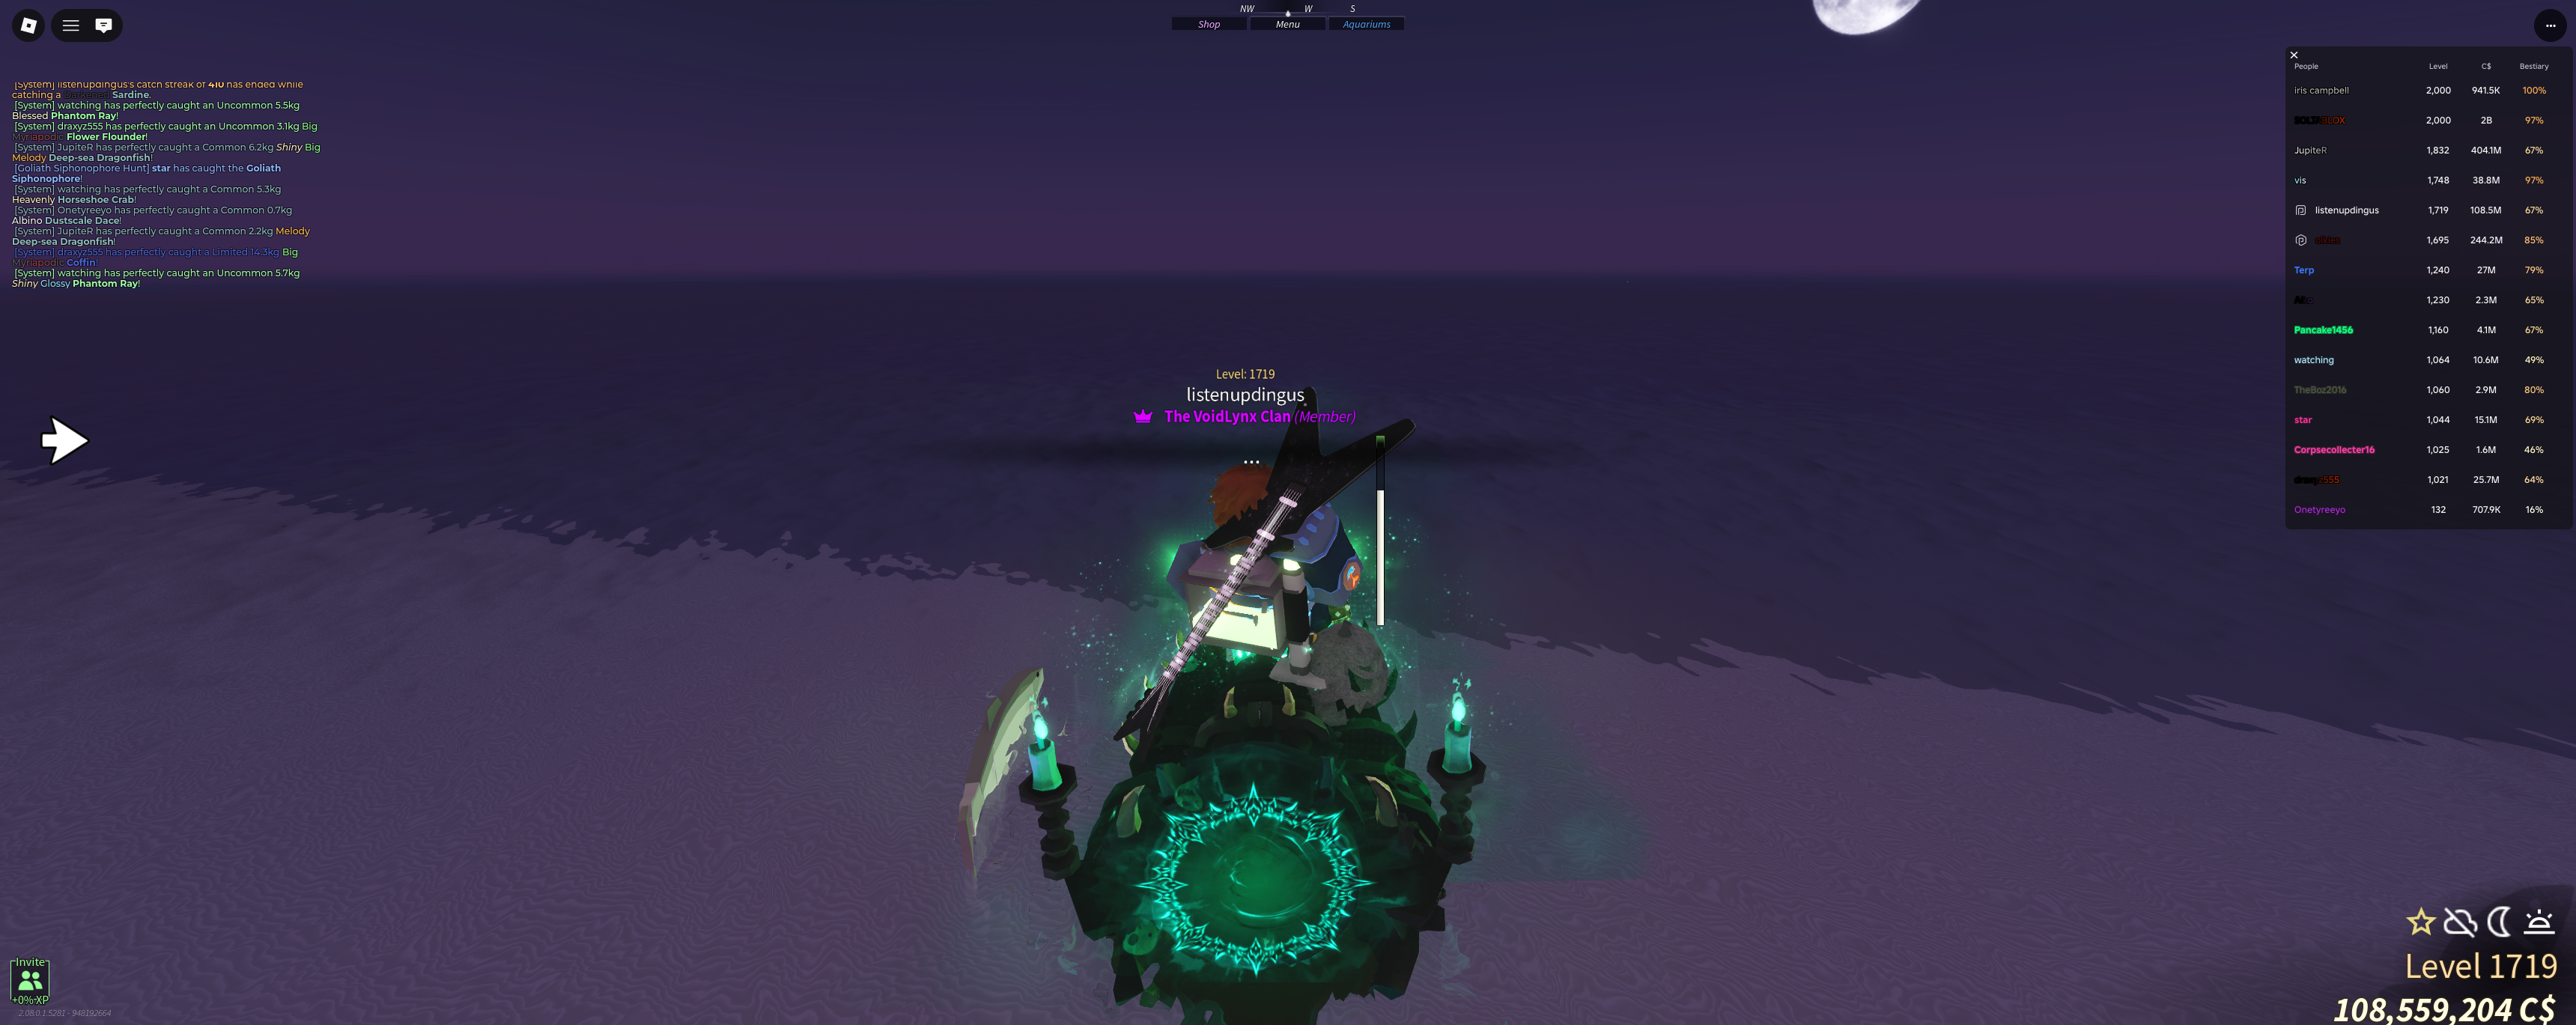 NW W S
Shop Menu Aquariums
[System] listenupdingus's catch streak of 410 has ended while
catching a Sardine.
[System] watching has perfectly caught an Uncommon 5.5kg
Blessed Phantom Ray!
[System] draxyz555 has perfectly caught an Uncommon 3.1kg Big
Myriapodic Flower Flounder!
[System] JupiteR has perfectly caught a Common 6.2kg Shiny Big
Melody Deep-sea Dragonfish!
[Goliath Siphonophore Hunt] star has caught the Goliath
Siphonophore!
[System] watching has perfectly caught a Common 5.3kg
Heavenly Horseshoe Crab!
[System] Onetyreeyo has perfectly caught a Common 0.7kg
Albino Dustscale Dace!
[System] JupiteR has perfectly caught a Common 2.2kg Melody
Deep-sea Dragonfish!
[System] draxyz555 has perfectly caught a Limited 14.3kg Big
Myriapodic Coffin!
[System] watching has perfectly caught an Uncommon 5.7kg
Shiny Glossy Phantom Ray!
People Level C$ Bestiary
iris campbell 2,000 941.5K 100%
2,000 2B 97%
JupiteR 1,832 404.1M 67%
vis 1,748 38.8M 97%
listenupdingus 1,719 108.5M 67%
1,695 244.2M 85%
Terp 1,240 27M 79%
1,230 2.3M 65%
Pancake1456 1,160 4.1M 67%
watching 1,064 10.6M 49%
TheBoz2016 1,060 2.9M 80%
star 1,044 15.1M 69%
Corpsecollecter16 1,025 1.6M 46%
draxyz555 1,021 25.7M 64%
Onetyreeyo 132 707.9K 16%
Level: 1719
listenupdingus
The VoidLynx Clan (Member)
...
Invite
+0% XP
2.08.0.1.5281 - 948192664
Level 1719
108,559,204 C$